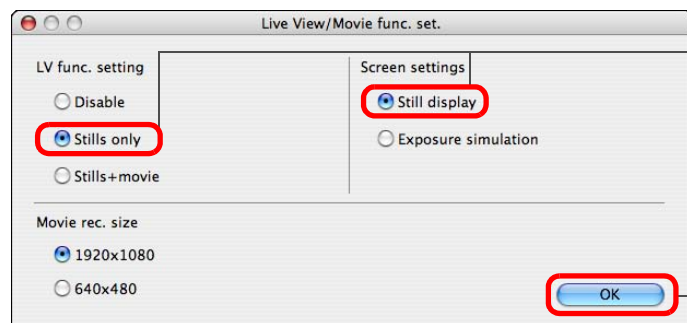 Live View/Movie func. set.
LV func. setting
Disable
Stills only
Stills+movie
Screen settings
Still display
Exposure simulation
Movie rec. size
1920x1080
640x480
OK